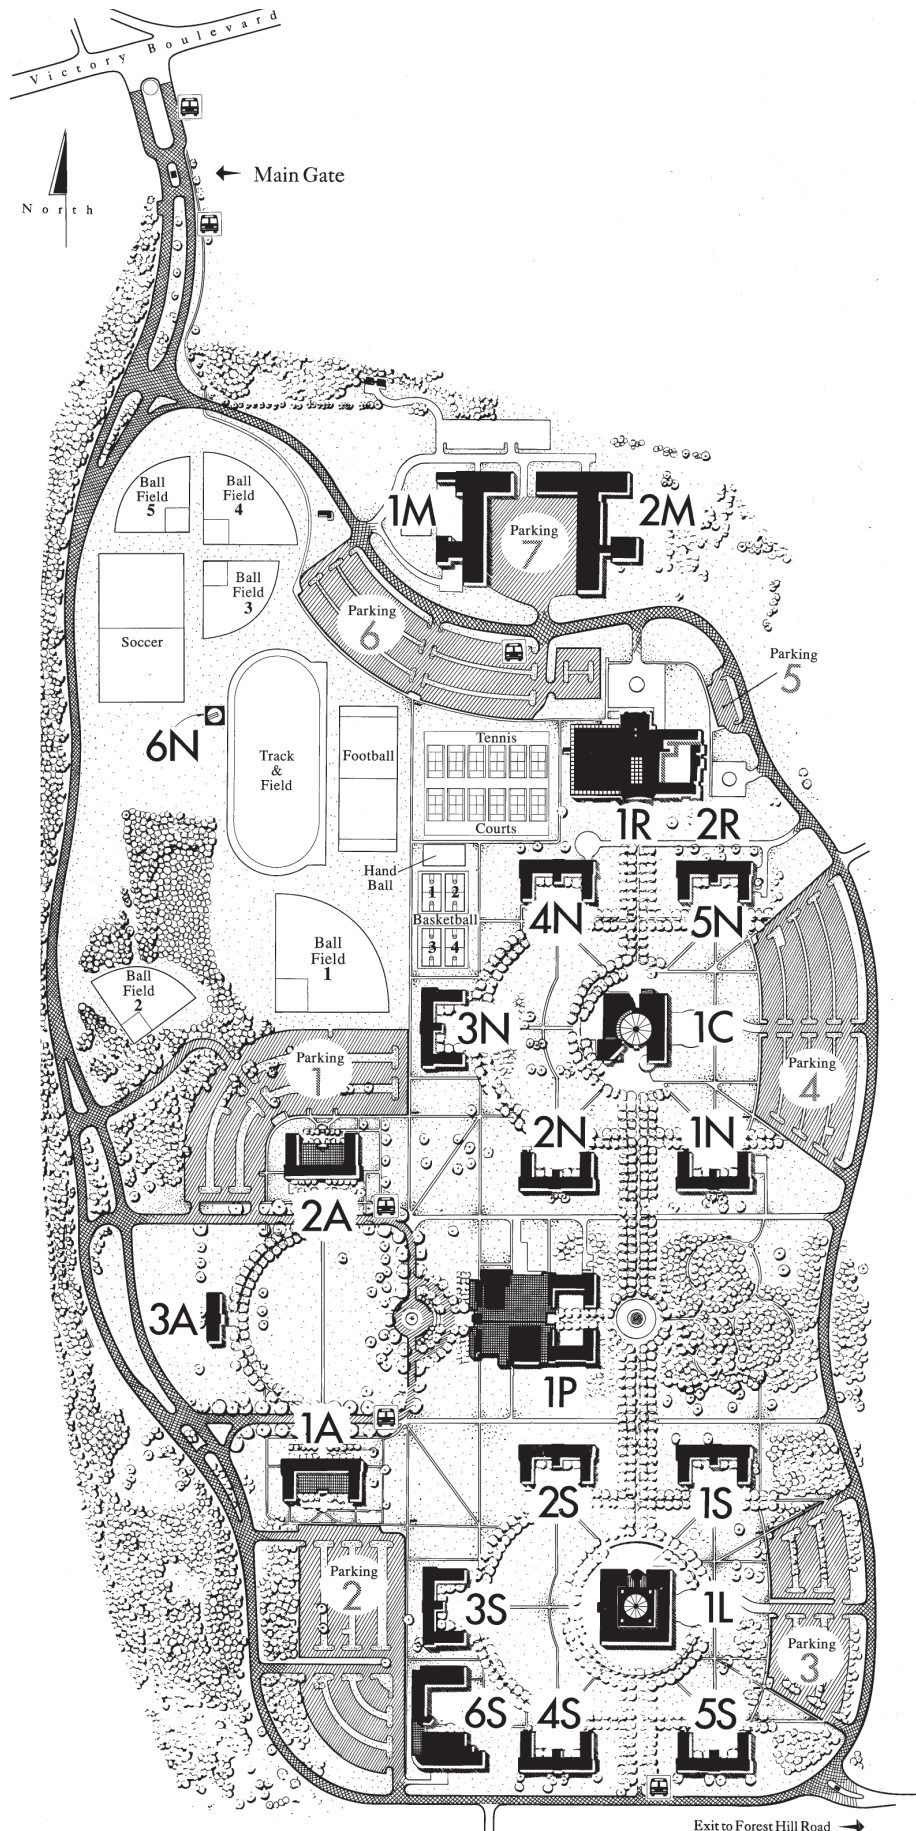 Victory Boulevard
Main Gate
North
Ball
Field
5
Ball
Field
4
1M
2M
Parking
7
Ball
Field
3
Parking
6
Soccer
Parking
5
6N
Track
&
Field
Football
Tennis
Courts
1R
2R
Hand
Ball
1 2
Basketball
3 4
4N
5N
Ball
Field
1
Ball
Field
2
3N
1C
Parking
1
Parking
4
2N
1N
2A
3A
1P
1A
2S
1S
Parking
2
3S
1L
Parking
3
6S
4S
5S
Exit to Forest Hill Road